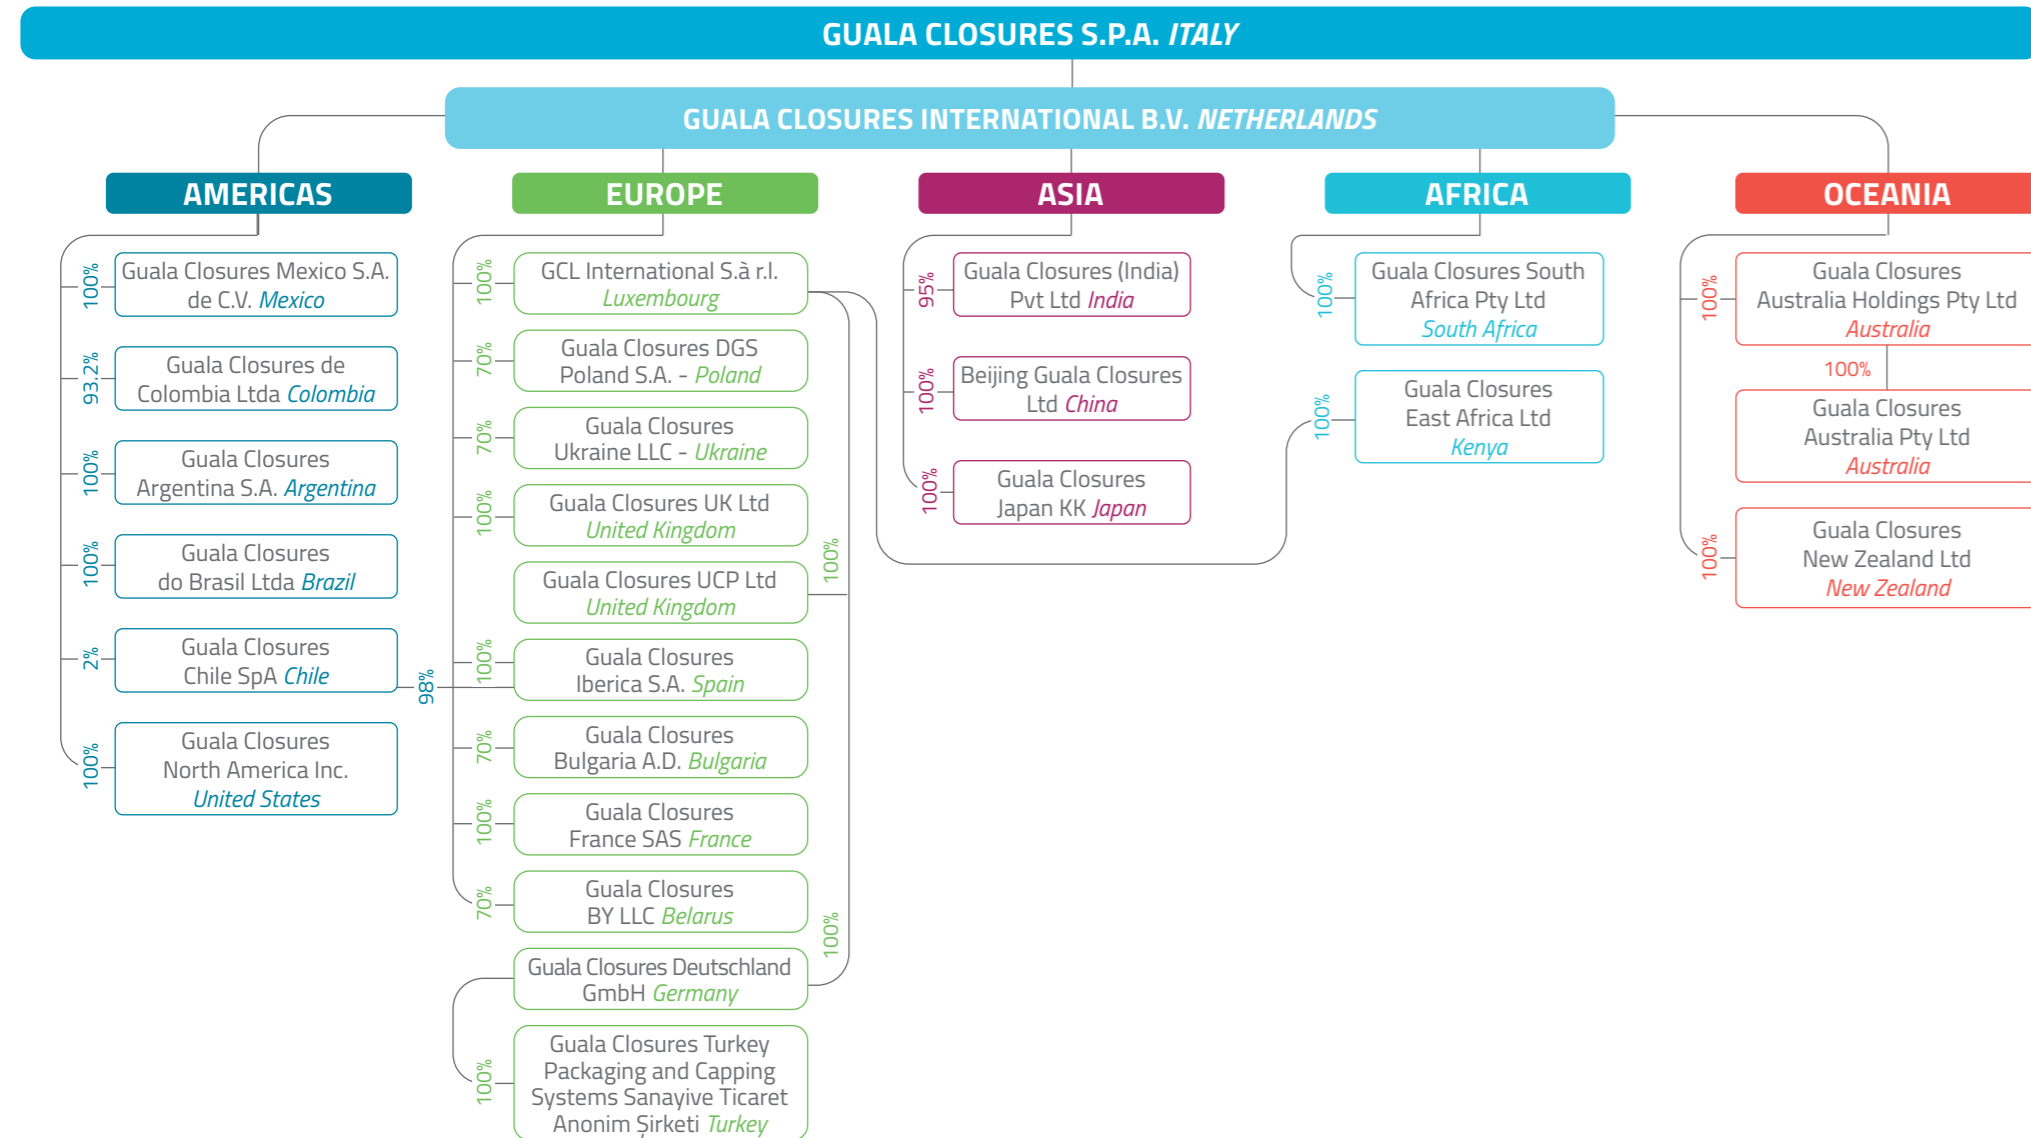 GUALA CLOSURES S.P.A. ITALY
GUALA CLOSURES INTERNATIONAL B.V. NETHERLANDS
AMERICAS
100%
Guala Closures Mexico S.A.
de C.V. Mexico
93.2%
Guala Closures de
Colombia Ltda Colombia
100%
Guala Closures
Argentina S.A. Argentina
100%
Guala Closures
do Brasil Ltda Brazil
2%
Guala Closures
Chile SpA Chile
98%
100%
Guala Closures
North America Inc.
United States
EUROPE
100%
GCL International S.à r.l.
Luxembourg
70%
Guala Closures DGS
Poland S.A. - Poland
70%
Guala Closures
Ukraine LLC - Ukraine
100%
Guala Closures UK Ltd
United Kingdom
100%
Guala Closures UCP Ltd
United Kingdom
100%
Guala Closures
Iberica S.A. Spain
70%
Guala Closures
Bulgaria A.D. Bulgaria
100%
Guala Closures
France SAS France
70%
Guala Closures
BY LLC Belarus
100%
Guala Closures Deutschland
GmbH Germany
100%
Guala Closures Turkey
Packaging and Capping
Systems Sanayive Ticaret
Anonim Şirketi Turkey
ASIA
95%
Guala Closures (India)
Pvt Ltd India
100%
Beijing Guala Closures
Ltd China
100%
Guala Closures
Japan KK Japan
AFRICA
100%
Guala Closures South
Africa Pty Ltd
South Africa
100%
Guala Closures
East Africa Ltd
Kenya
OCEANIA
100%
Guala Closures
Australia Holdings Pty Ltd
Australia
100%
Guala Closures
Australia Pty Ltd
Australia
100%
Guala Closures
New Zealand Ltd
New Zealand